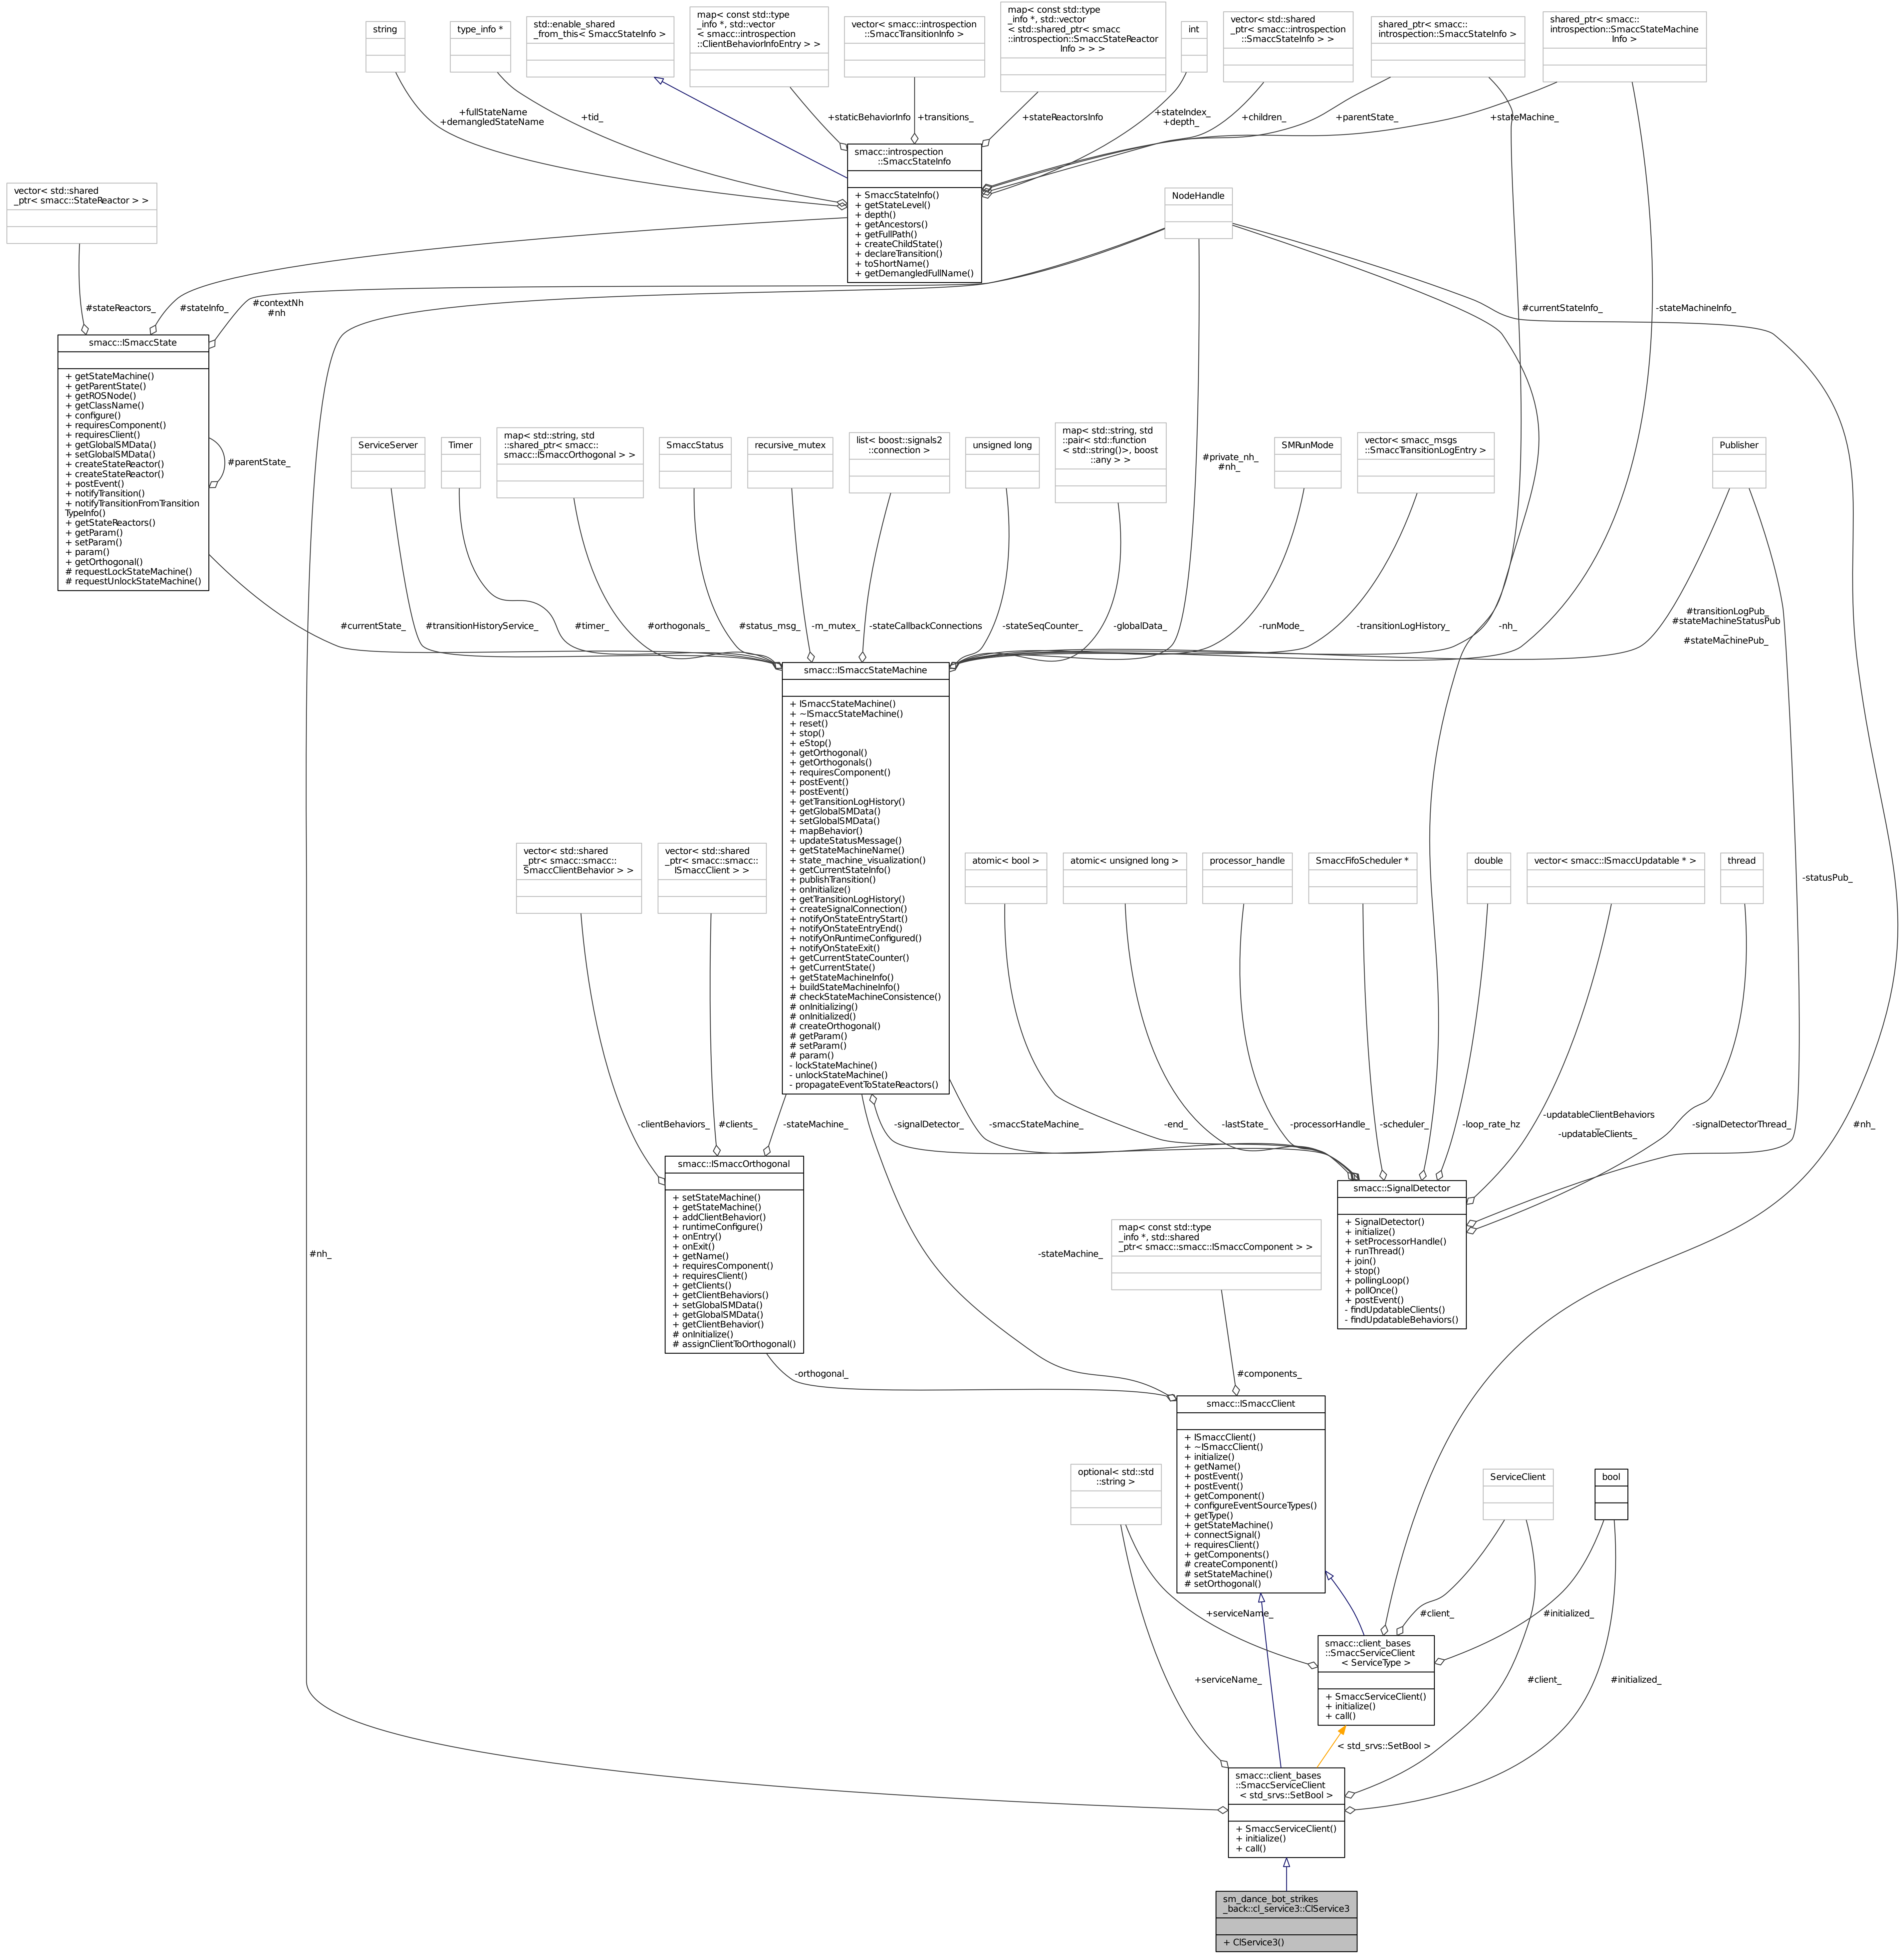 string
type_info *
std::enable_shared
_from_this< SmaccStateInfo >
map< const std::type
_info *, std::vector
< smacc::introspection
::ClientBehaviorInfoEntry > >
vector< smacc::introspection
::SmaccTransitionInfo >
map< const std::type
_info *, std::vector
< std::shared_ptr< smacc
::introspection::SmaccStateReactor
Info > > >
int
vector< std::shared
_ptr< smacc::introspection
::SmaccStateInfo > >
shared_ptr< smacc::
introspection::SmaccStateInfo >
shared_ptr< smacc::
introspection::SmaccStateMachine
Info >
+fullStateName
+demangledStateName
+tid_
+staticBehaviorInfo
+transitions_
+stateReactorsInfo
+stateIndex_
+depth_
+children_
+parentState_
+stateMachine_
smacc::introspection
::SmaccStateInfo
+ SmaccStateInfo()
+ getStateLevel()
+ depth()
+ getAncestors()
+ getFullPath()
+ createChildState()
+ declareTransition()
+ toShortName()
+ getDemangledFullName()
vector< std::shared
_ptr< smacc::StateReactor > >
NodeHandle
#stateReactors_
#stateInfo_
#contextNh
#nh
#currentStateInfo_
-stateMachineInfo_
smacc::ISmaccState
+ getStateMachine()
+ getParentState()
+ getROSNode()
+ getClassName()
+ configure()
+ requiresComponent()
+ requiresClient()
+ getGlobalSMData()
+ setGlobalSMData()
+ createStateReactor()
+ createStateReactor()
+ postEvent()
+ notifyTransition()
+ notifyTransitionFromTransition
TypeInfo()
+ getStateReactors()
+ getParam()
+ setParam()
+ param()
+ getOrthogonal()
# requestLockStateMachine()
# requestUnlockStateMachine()
#parentState_
ServiceServer
Timer
map< std::string, std
::shared_ptr< smacc::
smacc::ISmaccOrthogonal > >
SmaccStatus
recursive_mutex
list< boost::signals2
::connection >
unsigned long
map< std::string, std
::pair< std::function
< std::string()>, boost
::any > >
#private_nh_
#nh_
SMRunMode
vector< smacc_msgs
::SmaccTransitionLogEntry >
Publisher
#currentState_
#transitionHistoryService_
#timer_
#orthogonals_
#status_msg_
-m_mutex_
-stateCallbackConnections
-stateSeqCounter_
-globalData_
-runMode_
-transitionLogHistory_
-nh_
#transitionLogPub_
#stateMachineStatusPub
_
#stateMachinePub_
smacc::ISmaccStateMachine
+ ISmaccStateMachine()
+ ~ISmaccStateMachine()
+ reset()
+ stop()
+ eStop()
+ getOrthogonal()
+ getOrthogonals()
+ requiresComponent()
+ postEvent()
+ postEvent()
+ getTransitionLogHistory()
+ getGlobalSMData()
+ setGlobalSMData()
+ mapBehavior()
+ updateStatusMessage()
+ getStateMachineName()
+ state_machine_visualization()
+ getCurrentStateInfo()
+ publishTransition()
+ onInitialize()
+ getTransitionLogHistory()
+ createSignalConnection()
+ notifyOnStateEntryStart()
+ notifyOnStateEntryEnd()
+ notifyOnRuntimeConfigured()
+ notifyOnStateExit()
+ getCurrentStateCounter()
+ getCurrentState()
+ getStateMachineInfo()
+ buildStateMachineInfo()
# checkStateMachineConsistence()
# onInitializing()
# onInitialized()
# createOrthogonal()
# getParam()
# setParam()
# param()
- lockStateMachine()
- unlockStateMachine()
- propagateEventToStateReactors()
vector< std::shared
_ptr< smacc::smacc::
SmaccClientBehavior > >
vector< std::shared
_ptr< smacc::smacc::
ISmaccClient > >
atomic< bool >
atomic< unsigned long >
processor_handle
SmaccFifoScheduler *
double
vector< smacc::ISmaccUpdatable * >
thread
-statusPub_
-clientBehaviors_
#clients_
-stateMachine_
-signalDetector_
-smaccStateMachine_
-end_
-lastState_
-processorHandle_
-scheduler_
-loop_rate_hz
-updatableClientBehaviors
_
-updatableClients_
-signalDetectorThread_
#nh_
smacc::ISmaccOrthogonal
+ setStateMachine()
+ getStateMachine()
+ addClientBehavior()
+ runtimeConfigure()
+ onEntry()
+ onExit()
+ getName()
+ requiresComponent()
+ requiresClient()
+ getClients()
+ getClientBehaviors()
+ setGlobalSMData()
+ getGlobalSMData()
+ getClientBehavior()
# onInitialize()
# assignClientToOrthogonal()
smacc::SignalDetector
+ SignalDetector()
+ initialize()
+ setProcessorHandle()
+ runThread()
+ join()
+ stop()
+ pollingLoop()
+ pollOnce()
+ postEvent()
- findUpdatableClients()
- findUpdatableBehaviors()
#nh_
-stateMachine_
map< const std::type
_info *, std::shared
_ptr< smacc::smacc::ISmaccComponent > >
-orthogonal_
#components_
smacc::ISmaccClient
+ ISmaccClient()
+ ~ISmaccClient()
+ initialize()
+ getName()
+ postEvent()
+ postEvent()
+ getComponent()
+ configureEventSourceTypes()
+ getType()
+ getStateMachine()
+ connectSignal()
+ requiresClient()
+ getComponents()
# createComponent()
# setStateMachine()
# setOrthogonal()
optional< std::std
::string >
ServiceClient
bool
+serviceName_
#client_
#initialized_
smacc::client_bases
::SmaccServiceClient
< ServiceType >
+ SmaccServiceClient()
+ initialize()
+ call()
+serviceName_
#client_
#initialized_
< std_srvs::SetBool >
smacc::client_bases
::SmaccServiceClient
< std_srvs::SetBool >
+ SmaccServiceClient()
+ initialize()
+ call()
sm_dance_bot_strikes
_back::cl_service3::ClService3
+ ClService3()